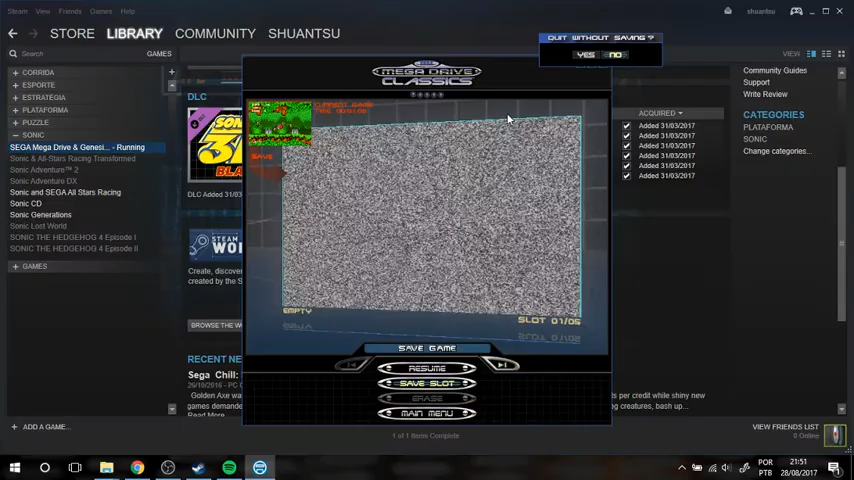 Steam View Friends Games Help
shuantsu
STORE LIBRARY COMMUNITY SHUANTSU
QUIT WITHOUT SAVING ?
YES NO
Search GAMES
VIEW
CORRIDA
ESPORTE
ESTRATÉGIA
PLATAFORMA
PUZZLE
SONIC
SEGA Mega Drive & Genesi... - Running
Sonic & All-Stars Racing Transformed
Sonic Adventure™ 2
Sonic Adventure DX
Sonic and SEGA All Stars Racing
Sonic CD
Sonic Generations
Sonic Lost World
SONIC THE HEDGEHOG 4 Episode I
SONIC THE HEDGEHOG 4 Episode II
GAMES
ADD A GAME...
DLC
DLC Added 31/03
STEAM
Create, discover
created by the S
BROWSE THE W
RECENT NEW
Sega Chill:
26/10/2016 - PC G
Golden Axe was
games demanded
Read More
SEGA
MEGA DRIVE
CLASSICS
CURRENT GAME
SAVE
EMPTY
SLOT 01/05
SAVE GAME
RESUME
SAVE SLOT
ERASE
MAIN MENU
1 of 1 Items Complete
ACQUIRED
Added 31/03/2017
Added 31/03/2017
Added 31/03/2017
Added 31/03/2017
Added 31/03/2017
Added 31/03/2017
per credit while shiny new
ing creatures, bash up...
Community Guides
Support
Write Review
CATEGORIES
PLATAFORMA
SONIC
Change categories...
VIEW FRIENDS LIST
0 Online
POR
PTB
21:51
28/08/2017